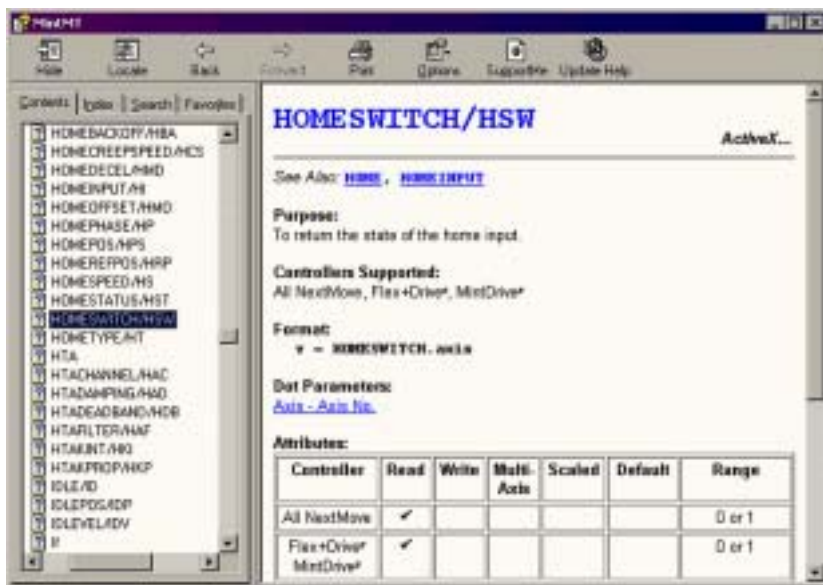 MintMT
Hide Locate Back Forward Print Options SupportMe Update Help
Contents Index Search Favorites
HOMEBACKOFF/HBA
HOMECREEPSPEED/HCS
HOMEDECEL/HMD
HOMEINPUT/HI
HOMEOFFSET/HMO
HOMEPHASE/HP
HOMEPOS/HPS
HOMEREFPOS/HRP
HOMESPEED/HS
HOMESTATUS/HST
HOMESWITCH/HSW
HOMETYPE/HT
HTA
HTACHANNEL/HAC
HTADAMPING/HAD
HTADEADBAND/HDB
HTAFILTER/HAF
HTAKINT/HKI
HTAKPROP/HKP
IDLE/ID
IDLEPOS/IDP
IDLEVEL/IDV
If
HOMESWITCH/HSW
ActiveX...
See Also: HOME, HOMEINPUT
Purpose:
To return the state of the home input.
Controllers Supported:
All NextMove, Flex+Drive, MintDrive
Format:
v = HOMESWITCH.axis
Dot Parameters:
Axis - Axis No.
Attributes:
Controller Read Write Multi-Axis Scaled Default Range
All NextMove ✔ 0 or 1
Flex+Drive MintDrive ✔ 0 or 1